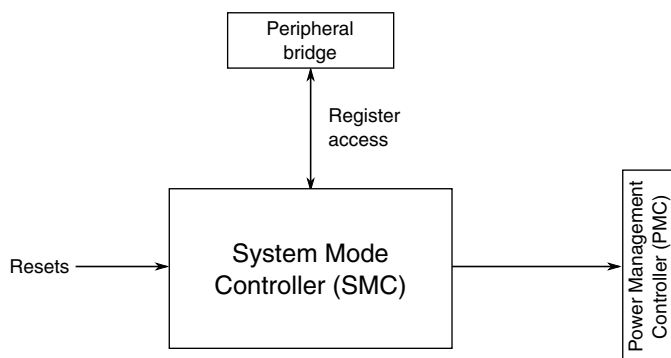 Peripheral
bridge
Register
access
Resets
System Mode
Controller (SMC)
Power Management
Controller (PMC)